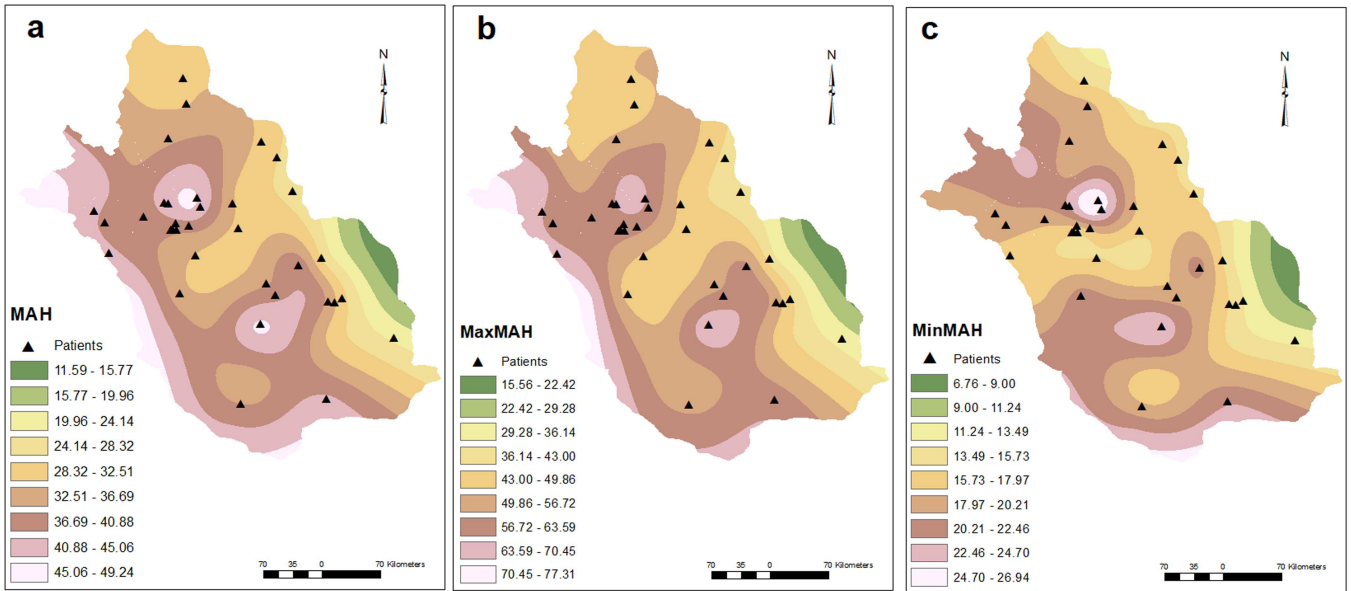 a
N
MAH
Patients
11.59 - 15.77
15.77 - 19.96
19.96 - 24.14
24.14 - 28.32
28.32 - 32.51
32.51 - 36.69
36.69 - 40.88
40.88 - 45.06
45.06 - 49.24
70 35 0 70 Kilometers
b
N
MaxMAH
Patients
15.56 - 22.42
22.42 - 29.28
29.28 - 36.14
36.14 - 43.00
43.00 - 49.86
49.86 - 56.72
56.72 - 63.59
63.59 - 70.45
70.45 - 77.31
70 35 0 70 Kilometers
c
N
MinMAH
Patients
6.76 - 9.00
9.00 - 11.24
11.24 - 13.49
13.49 - 15.73
15.73 - 17.97
17.97 - 20.21
20.21 - 22.46
22.46 - 24.70
24.70 - 26.94
70 35 0 70 Kilometers